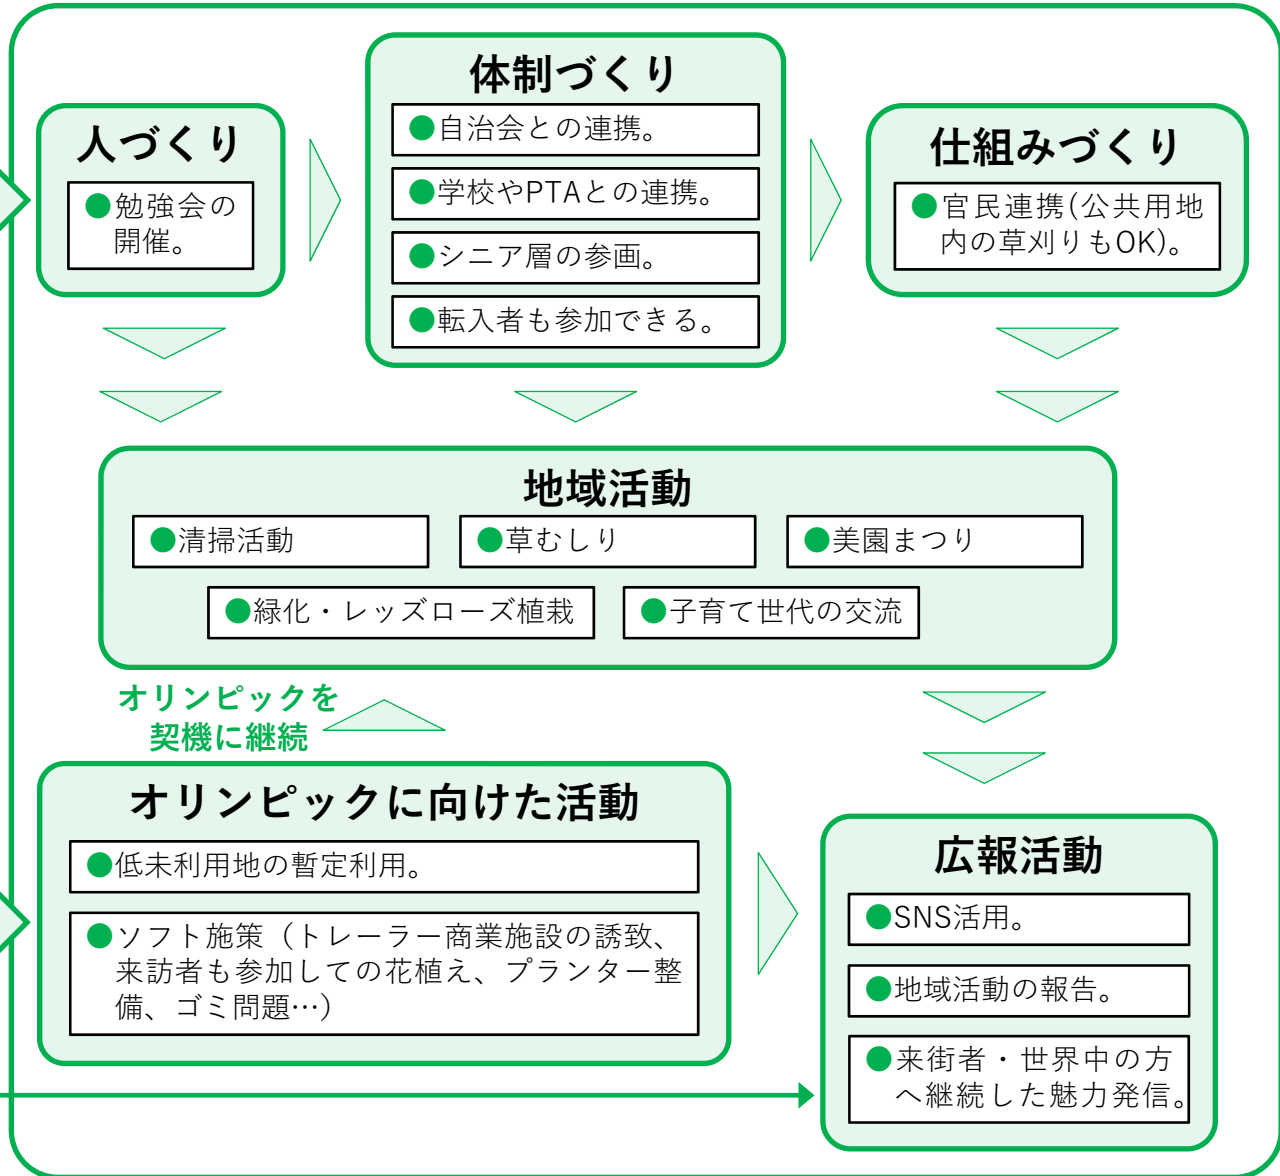 人づくり
●勉強会の
開催。
体制づくり
●自治会との連携。
●学校やPTAとの連携。
●シニア層の参画。
●転入者も参加できる。
仕組みづくり
●官民連携(公共用地
内の草刈りもOK)。
地域活動
●清掃活動
●草むしり
●美園まつり
●緑化・レッズローズ植栽
●子育て世代の交流
オリンピックを
契機に継続
オリンピックに向けた活動
●低未利用地の暫定利用。
●ソフト施策（トレーラー商業施設の誘致、
来訪者も参加しての花植え、プランター整
備、ゴミ問題…）
広報活動
●SNS活用。
●地域活動の報告。
●来街者・世界中の方
へ継続した魅力発信。